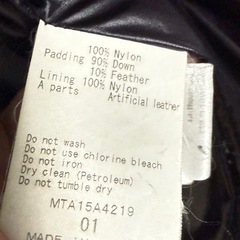 100% Nylon
Padding 90% Down
10% Feather
Lining 100% Nylon
A parts Artificial leather
Do not wash
Do not use chlorine bleach
Do not iron
Dry clean (Petroleum)
Do not tumble dry
MTA15A4219
01
MADE